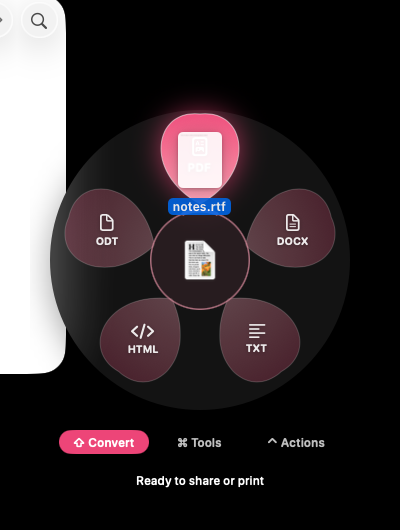 PDF
notes.rtf
ODT
DOCX
HTML
TXT
⇧ Convert
⌘ Tools
⌃ Actions
Ready to share or print